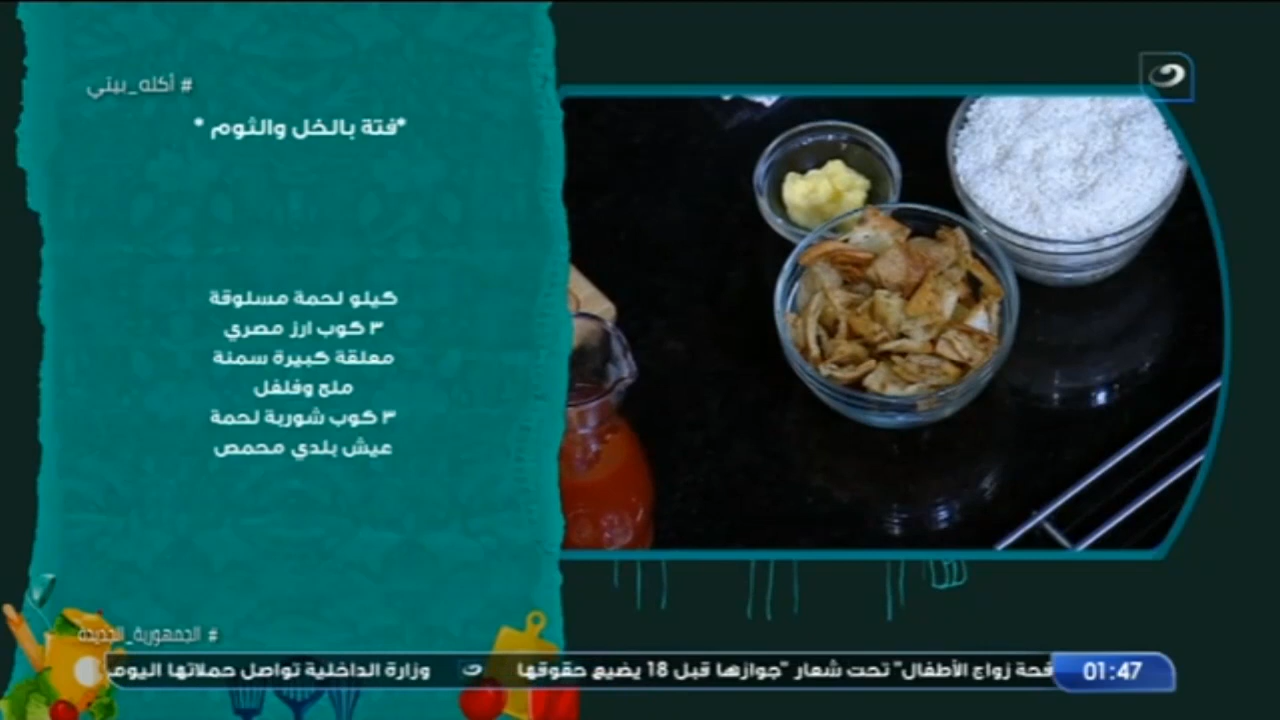 # أكله_بيتي
*فتة بالخل والثوم *
كيلو لحمة مسلوقة
٣ كوب ارز مصري
معلقة كبيرة سمنة
ملح وفلفل
٣ كوب شوربة لحمة
عيش بلدي محمص
# الجمهورية_الجديدة
فحة زواج الأطفال" تحت شعار "جوازها قبل 18 يضيع حقوقها وزارة الداخلية تواصل حملاتها اليوم
01:47